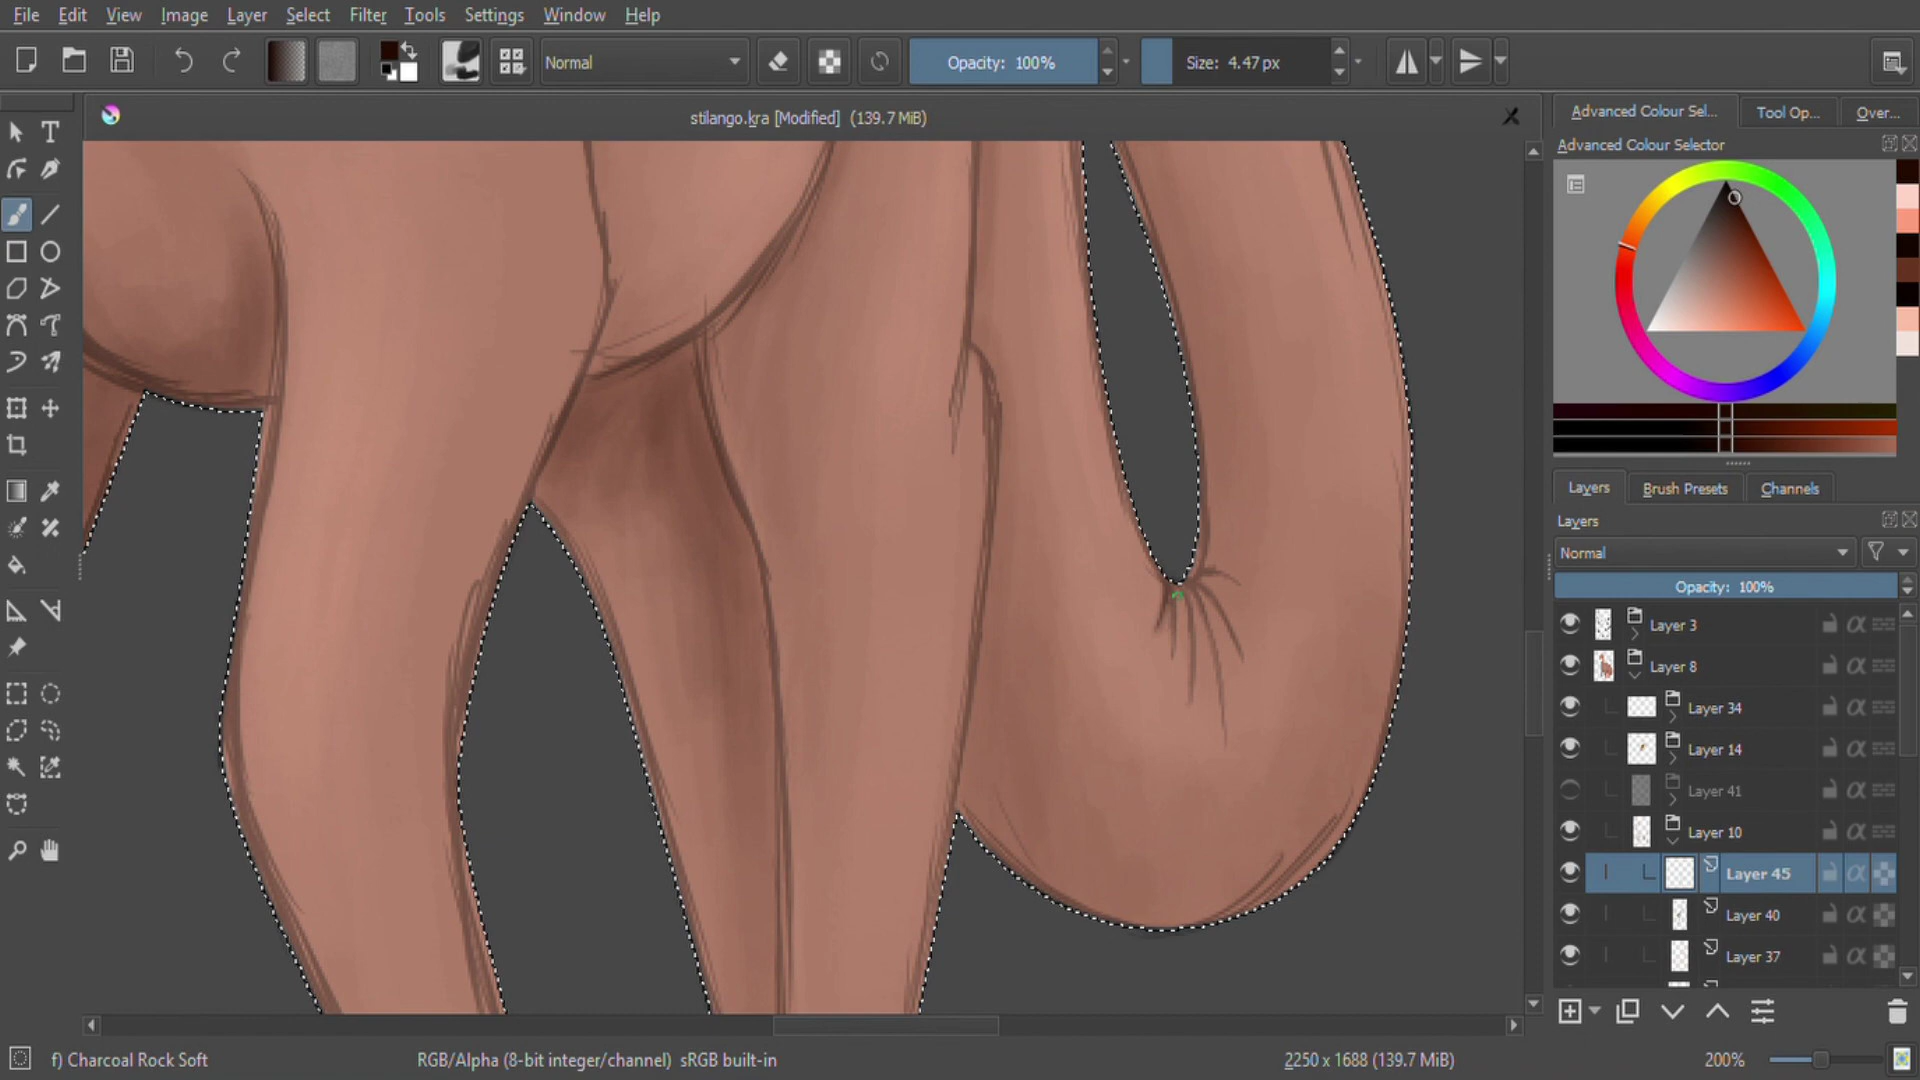 File Edit View Image Layer Select Filter Tools Settings Window Help
Normal
Opacity: 100%
Size: 4.47 px
stilango.kra [Modified] (139.7 MiB)
Advanced Colour Sel... Tool Op... Over...
Advanced Colour Selector
Layers Brush Presets Channels
Layers
Normal
Opacity: 100%
Layer 3
Layer 8
Layer 34
Layer 14
Layer 41
Layer 10
Layer 45
Layer 40
Layer 37
f) Charcoal Rock Soft
RGB/Alpha (8-bit integer/channel) sRGB built-in
2250 x 1688 (139.7 MiB)
200%